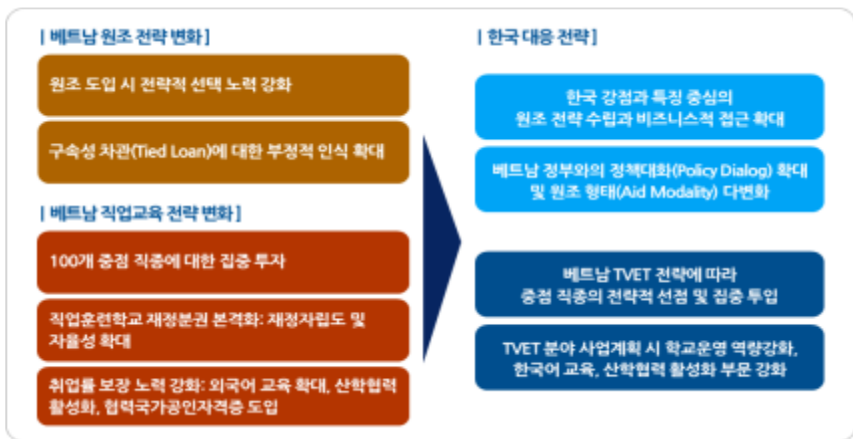 | 베트남 원조 전략 변화 ]
원조 도입 시 전략적 선택 노력 강화
구속성 차관(Tied Loan)에 대한 부정적 인식 확대
| 베트남 직업교육 전략 변화 ]
100개 중점 직종에 대한 집중 투자
직업훈련학교 재정분권 본격화: 재정자립도 및
자율성 확대
취업률 보장 노력 강화: 외국어 교육 확대, 산학협력
활성화, 협력국가공인자격증 도입
| 한국 대응 전략 ]
한국 강점과 특징 중심의
원조 전략 수립과 비즈니스적 접근 확대
베트남 정부와의 정책대화(Policy Dialog) 확대
및 원조 형태(Aid Modality) 다변화
베트남 TVET 전략에 따라
중점 직종의 전략적 선점 및 집중 투입
TVET 분야 사업계획 시 학교운영 역량강화,
한국어 교육, 산학협력 활성화 부문 강화